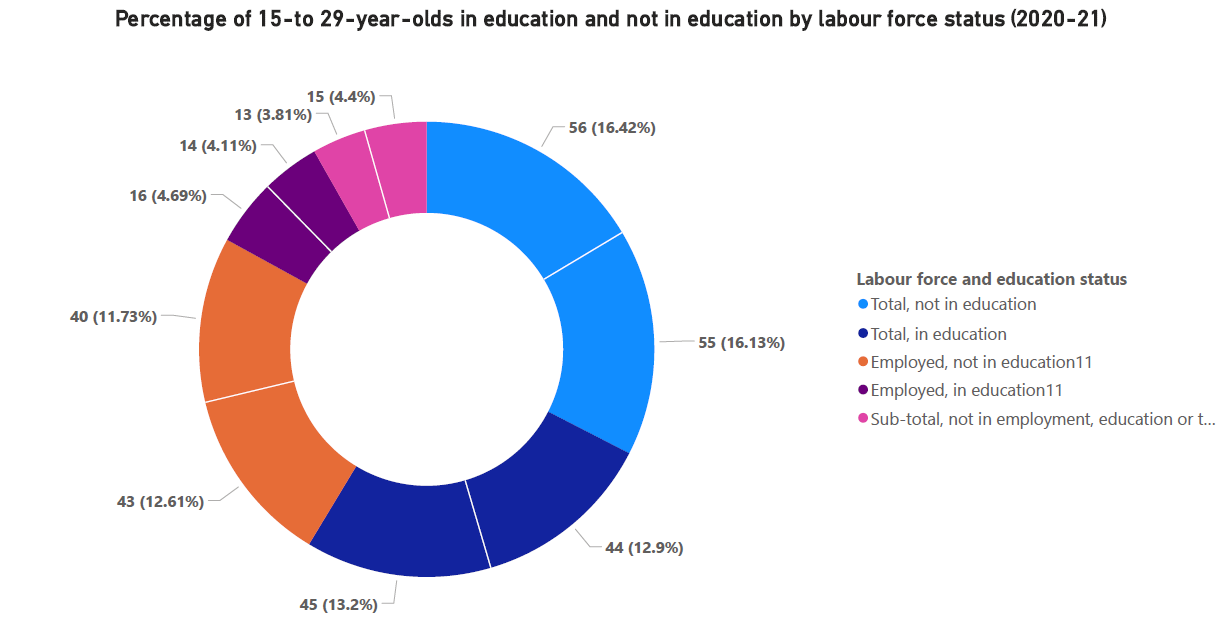 Percentage of 15-to 29-year-olds in education and not in education by labour force status (2020-21)
15 (4.4%)
13 (3.81%)
56 (16.42%)
14 (4.11%)
16 (4.69%)
40 (11.73%)
55 (16.13%)
43 (12.61%)
44 (12.9%)
45 (13.2%)
Labour force and education status
Total, not in education
Total, in education
Employed, not in education11
Employed, in education11
Sub-total, not in employment, education or t...